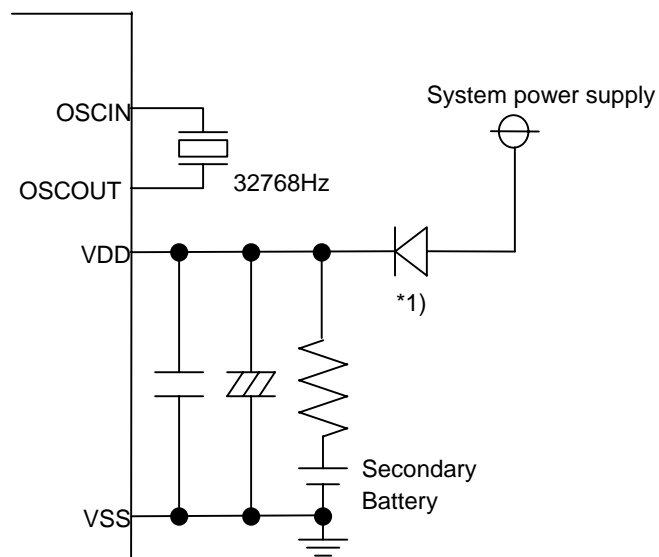 System power supply
OSCIN
OSCOUT
32768Hz
VDD
*1)
Secondary
Battery
VSS